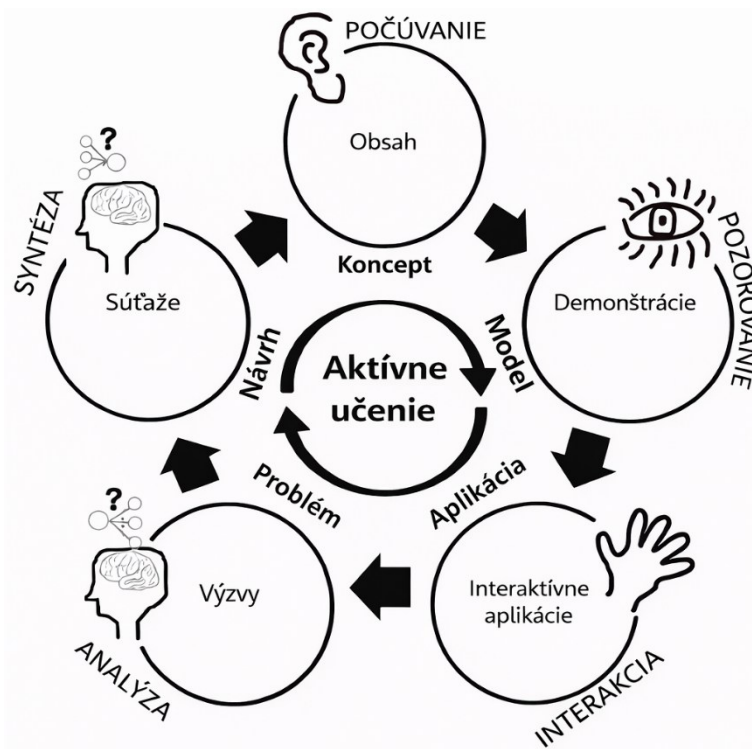 POČÚVANIE
Obsah
Koncept
POZOROVANIE
Demonštrácie
Model
INTERAKCIA
Interaktívne
aplikácie
Aplikácia
ANALÝZA
?
Výzvy
Problém
SYNTÉZA
?
Súťaže
Návrh
Aktívne
učenie